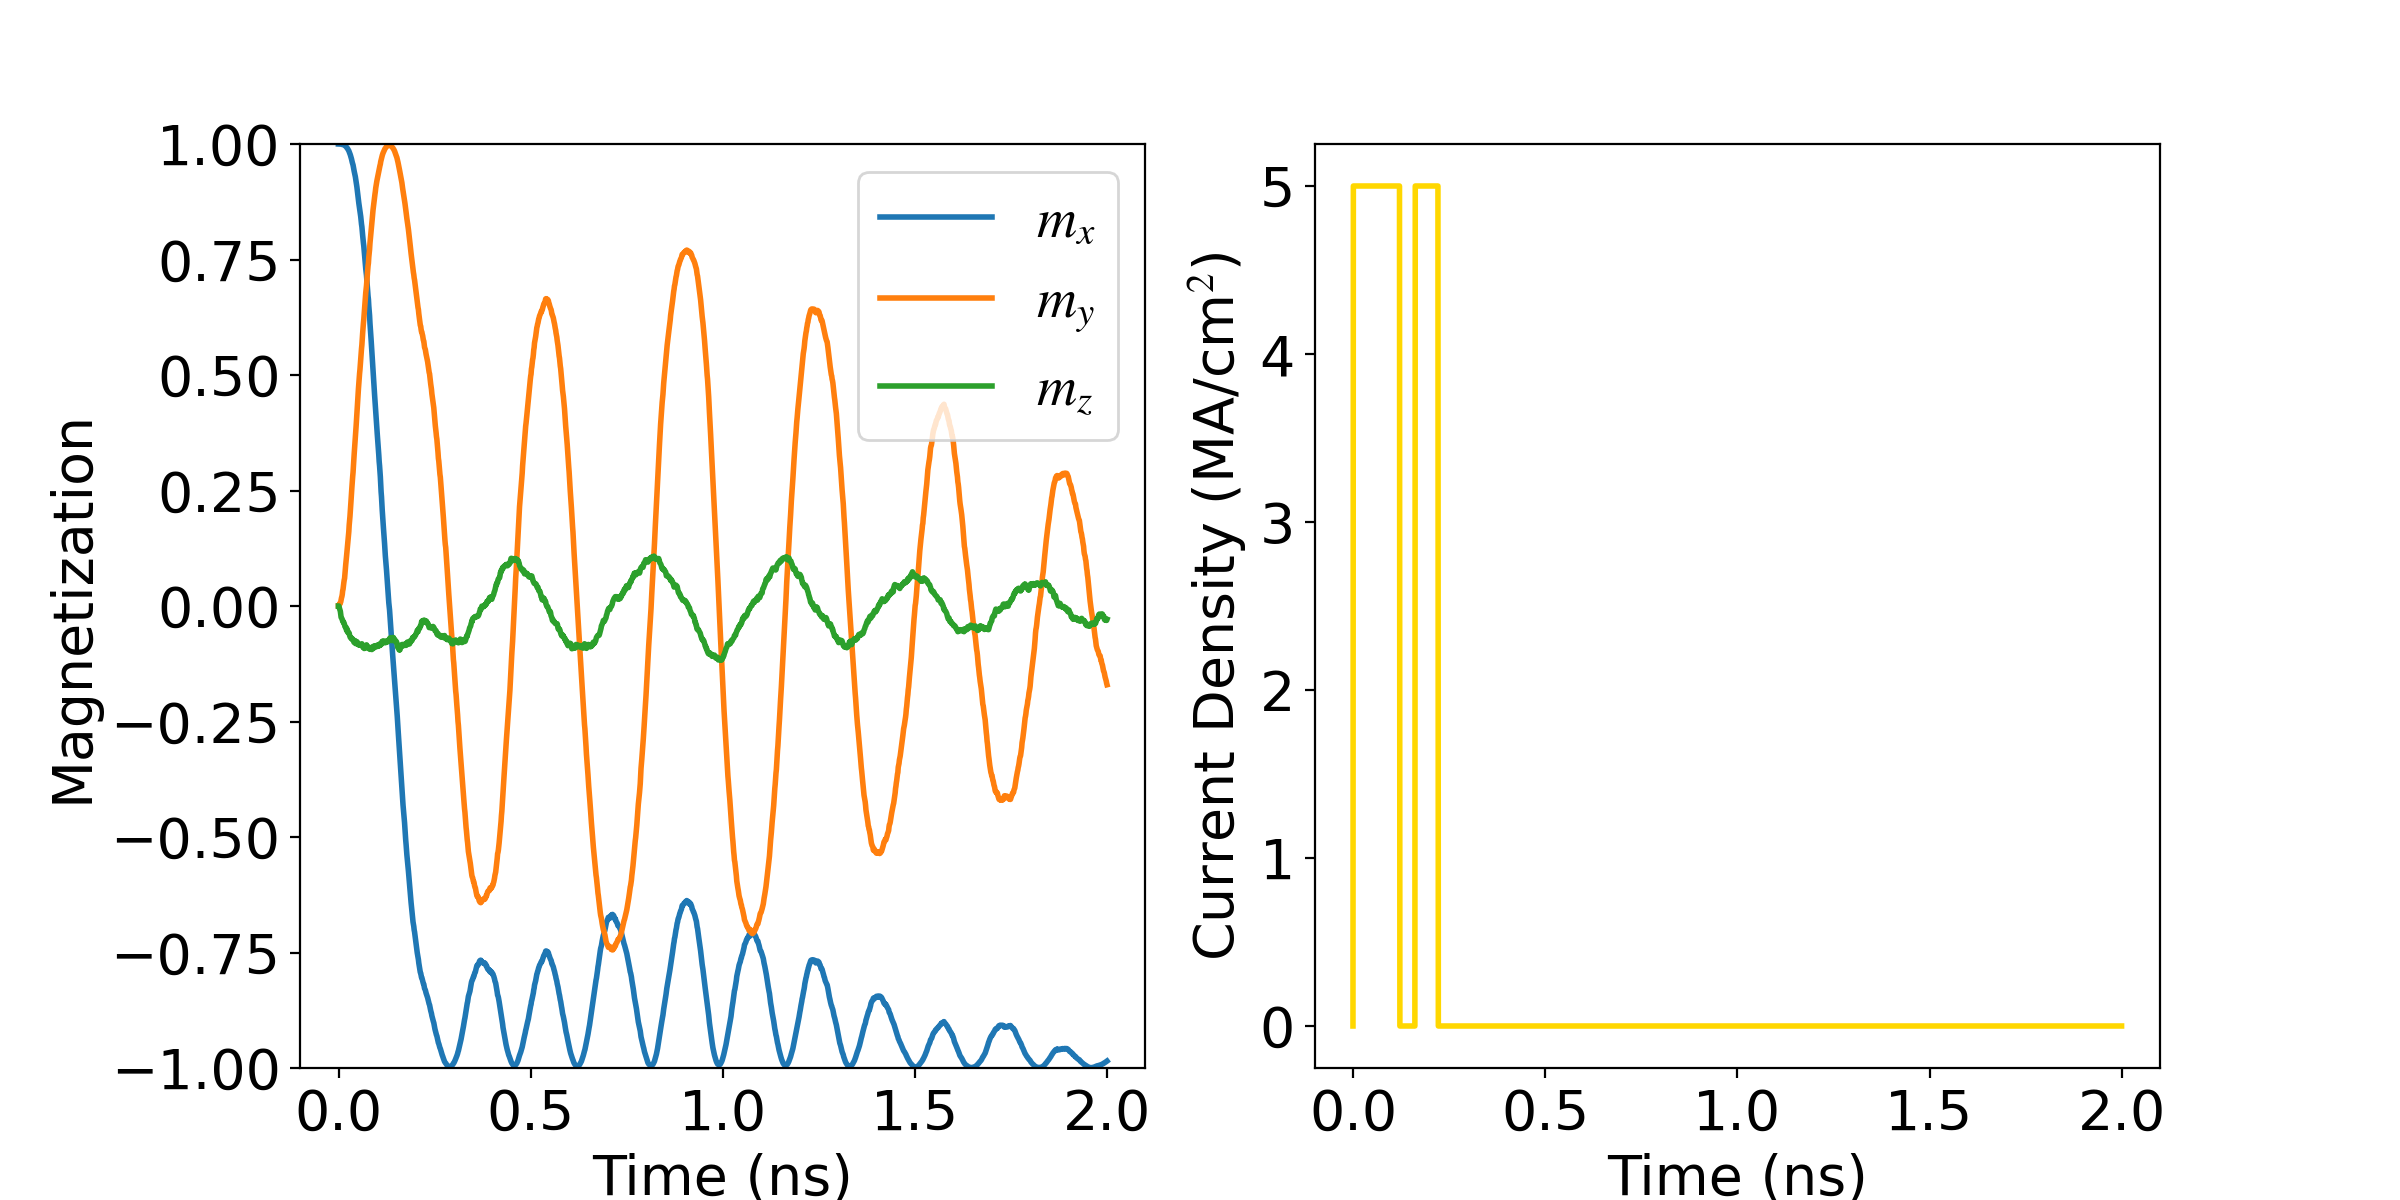 1.00
0.75
0.50
0.25
0.00
−0.25
−0.50
−0.75
−1.00
Magnetization
0.0 0.5 1.0 1.5 2.0
Time (ns)
m_x
m_y
m_z
5
4
3
2
1
0
Current Density (MA/cm²)
0.0 0.5 1.0 1.5 2.0
Time (ns)